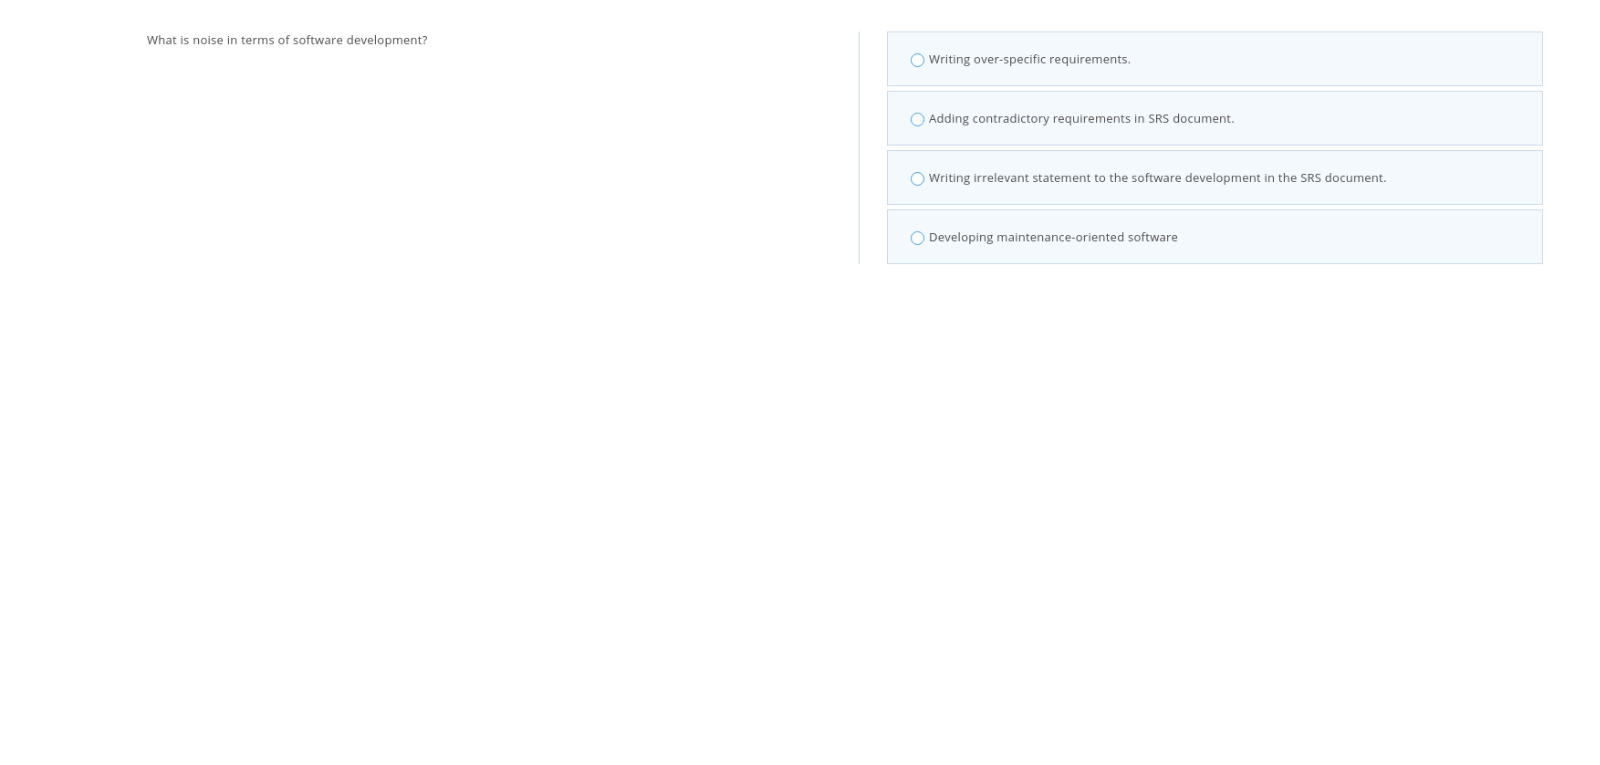 What is noise in terms of software development?
Writing over-specific requirements.
Adding contradictory requirements in SRS document.
Writing irrelevant statement to the software development in the SRS document.
Developing maintenance-oriented software